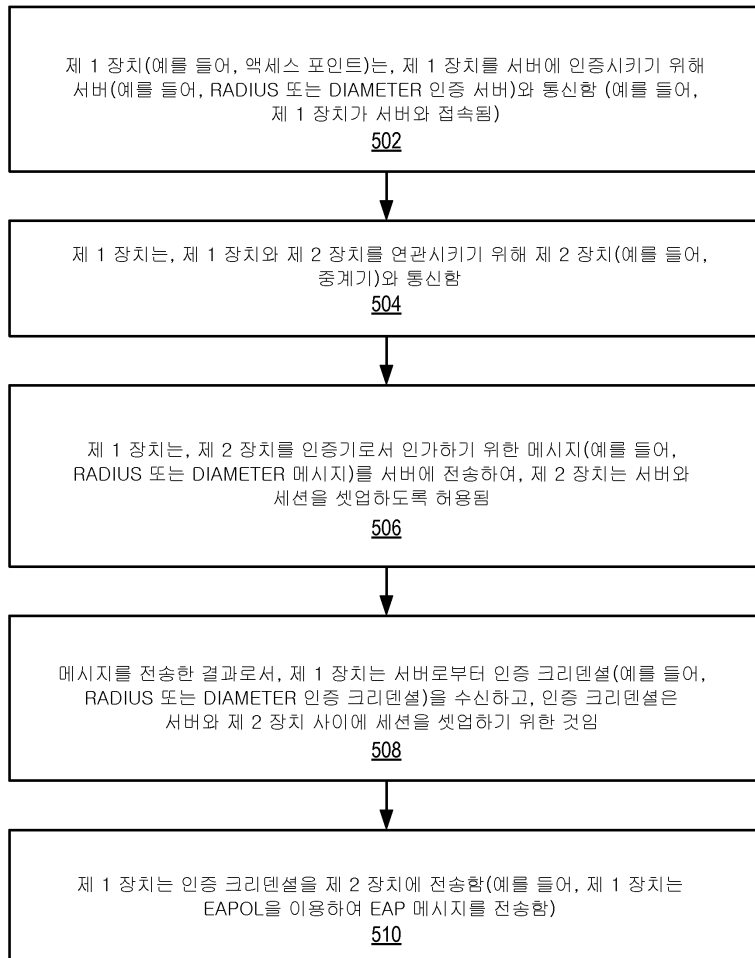 제 1 장치(예를 들어, 액세스 포인트)는, 제 1 장치를 서버에 인증시키기 위해
서버(예를 들어, RADIUS 또는 DIAMETER 인증 서버)와 통신함 (예를 들어,
제 1 장치가 서버와 접속됨)
502
제 1 장치는, 제 1 장치와 제 2 장치를 연관시키기 위해 제 2 장치(예를 들어,
중계기)와 통신함
504
제 1 장치는, 제 2 장치를 인증기로서 인가하기 위한 메시지(예를 들어,
RADIUS 또는 DIAMETER 메시지)를 서버에 전송하여, 제 2 장치는 서버와
세션을 셋업하도록 허용됨
506
메시지를 전송한 결과로서, 제 1 장치는 서버로부터 인증 크리덴셜(예를 들어,
RADIUS 또는 DIAMETER 인증 크리덴셜)을 수신하고, 인증 크리덴셜은
서버와 제 2 장치 사이에 세션을 셋업하기 위한 것임
508
제 1 장치는 인증 크리덴셜을 제 2 장치에 전송함(예를 들어, 제 1 장치는
EAPOL을 이용하여 EAP 메시지를 전송함)
510